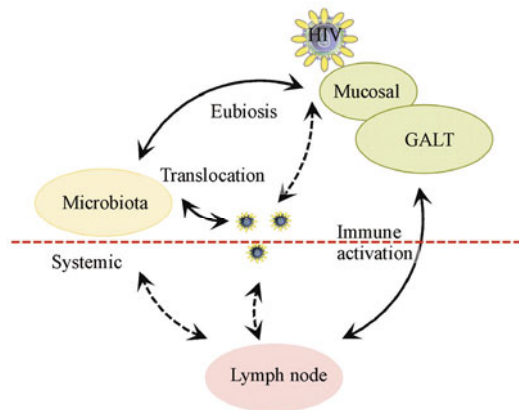 HIV
Mucosal
Eubiosis
GALT
Translocation
Microbiota
Immune
activation
Systemic
Lymph node